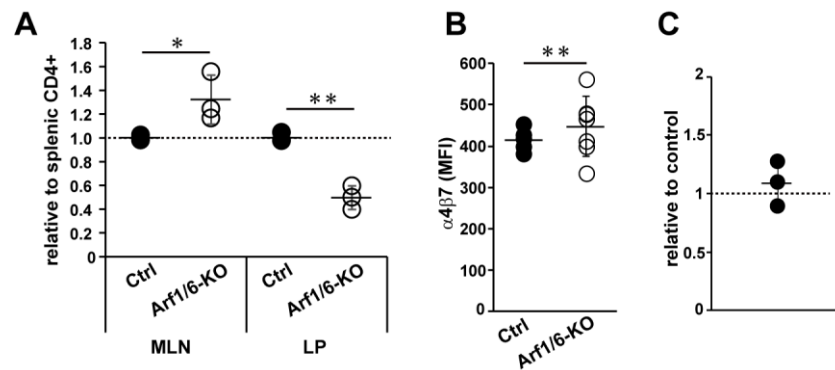 A
relative to splenic CD4+
1.8
1.6
1.4
1.2
1.0
0.8
0.6
0.4
0.2
0
*
**
Ctrl
Arf1/6-KO
Ctrl
Arf1/6-KO
MLN
LP
B
α4β7 (MFI)
600
500
400
300
200
100
0
**
Ctrl
Arf1/6-KO
C
relative to control
2
1.5
1
0.5
0